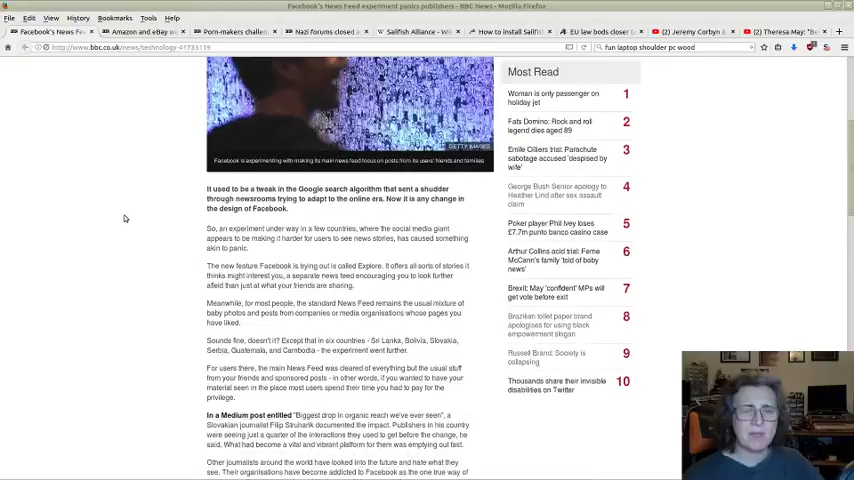 Facebook's News Feed experiment panics publishers - BBC News - Mozilla Firefox
File Edit View History Bookmarks Tools Help
Facebook's News Fee... Amazon and eBay w... Porn-makers challen... Nazi forums closed a... Sailfish Alliance - Wi... How to install Sailfis... EU law bods closer t... (2) Jeremy Corbyn d... (2) Theresa May: "Be...
www.bbc.co.uk/news/technology-41733119
fun laptop shoulder pc wood
GETTY IMAGES
Facebook is experimenting with making its main news feed focus on posts from its users' friends and families
It used to be a tweak in the Google search algorithm that sent a shudder
through newsrooms trying to adapt to the online era. Now it is any change in
the design of Facebook.
So, an experiment under way in a few countries, where the social media giant
appears to be making it harder for users to see news stories, has caused something
akin to panic.
The new feature Facebook is trying out is called Explore. It offers all sorts of stories it
thinks might interest you, a separate news feed encouraging you to look further
afield than just at what your friends are sharing.
Meanwhile, for most people, the standard News Feed remains the usual mixture of
baby photos and posts from companies or media organisations whose pages you
have liked.
Sounds fine, doesn't it? Except that in six countries - Sri Lanka, Bolivia, Slovakia,
Serbia, Guatemala, and Cambodia - the experiment went further.
For users there, the main News Feed was cleared of everything but the usual stuff
from your friends and sponsored posts - in other words, if you wanted to have your
material seen in the place most users spend their time you had to pay for the
privilege.
In a Medium post entitled "Biggest drop in organic reach we've ever seen", a
Slovakian journalist Filip Struharik documented the impact. Publishers in his country
were seeing just a quarter of the interactions they used to get before the change, he
said. What had become a vital and vibrant platform for them was emptying out fast.
Other journalists around the world have looked into the future and hate what they
see. Their organisations have become addicted to Facebook as the one true way of
Most Read
Woman is only passenger on
holiday jet
1
Fats Domino: Rock and roll
legend dies aged 89
2
Emile Cilliers trial: Parachute
sabotage accused 'despised by
wife'
3
George Bush Senior apology to
Heather Lind after sex assault
claim
4
Poker player Phil Ivey loses
£7.7m punto banco casino case
5
Arthur Collins acid trial: Ferne
McCann's family 'told of baby
news'
6
Brexit: May 'confident' MPs will
get vote before exit
7
Brazilian toilet paper brand
apologises for using black
empowerment slogan
8
Russell Brand: Society is
collapsing
9
Thousands share their invisible
disabilities on Twitter
10